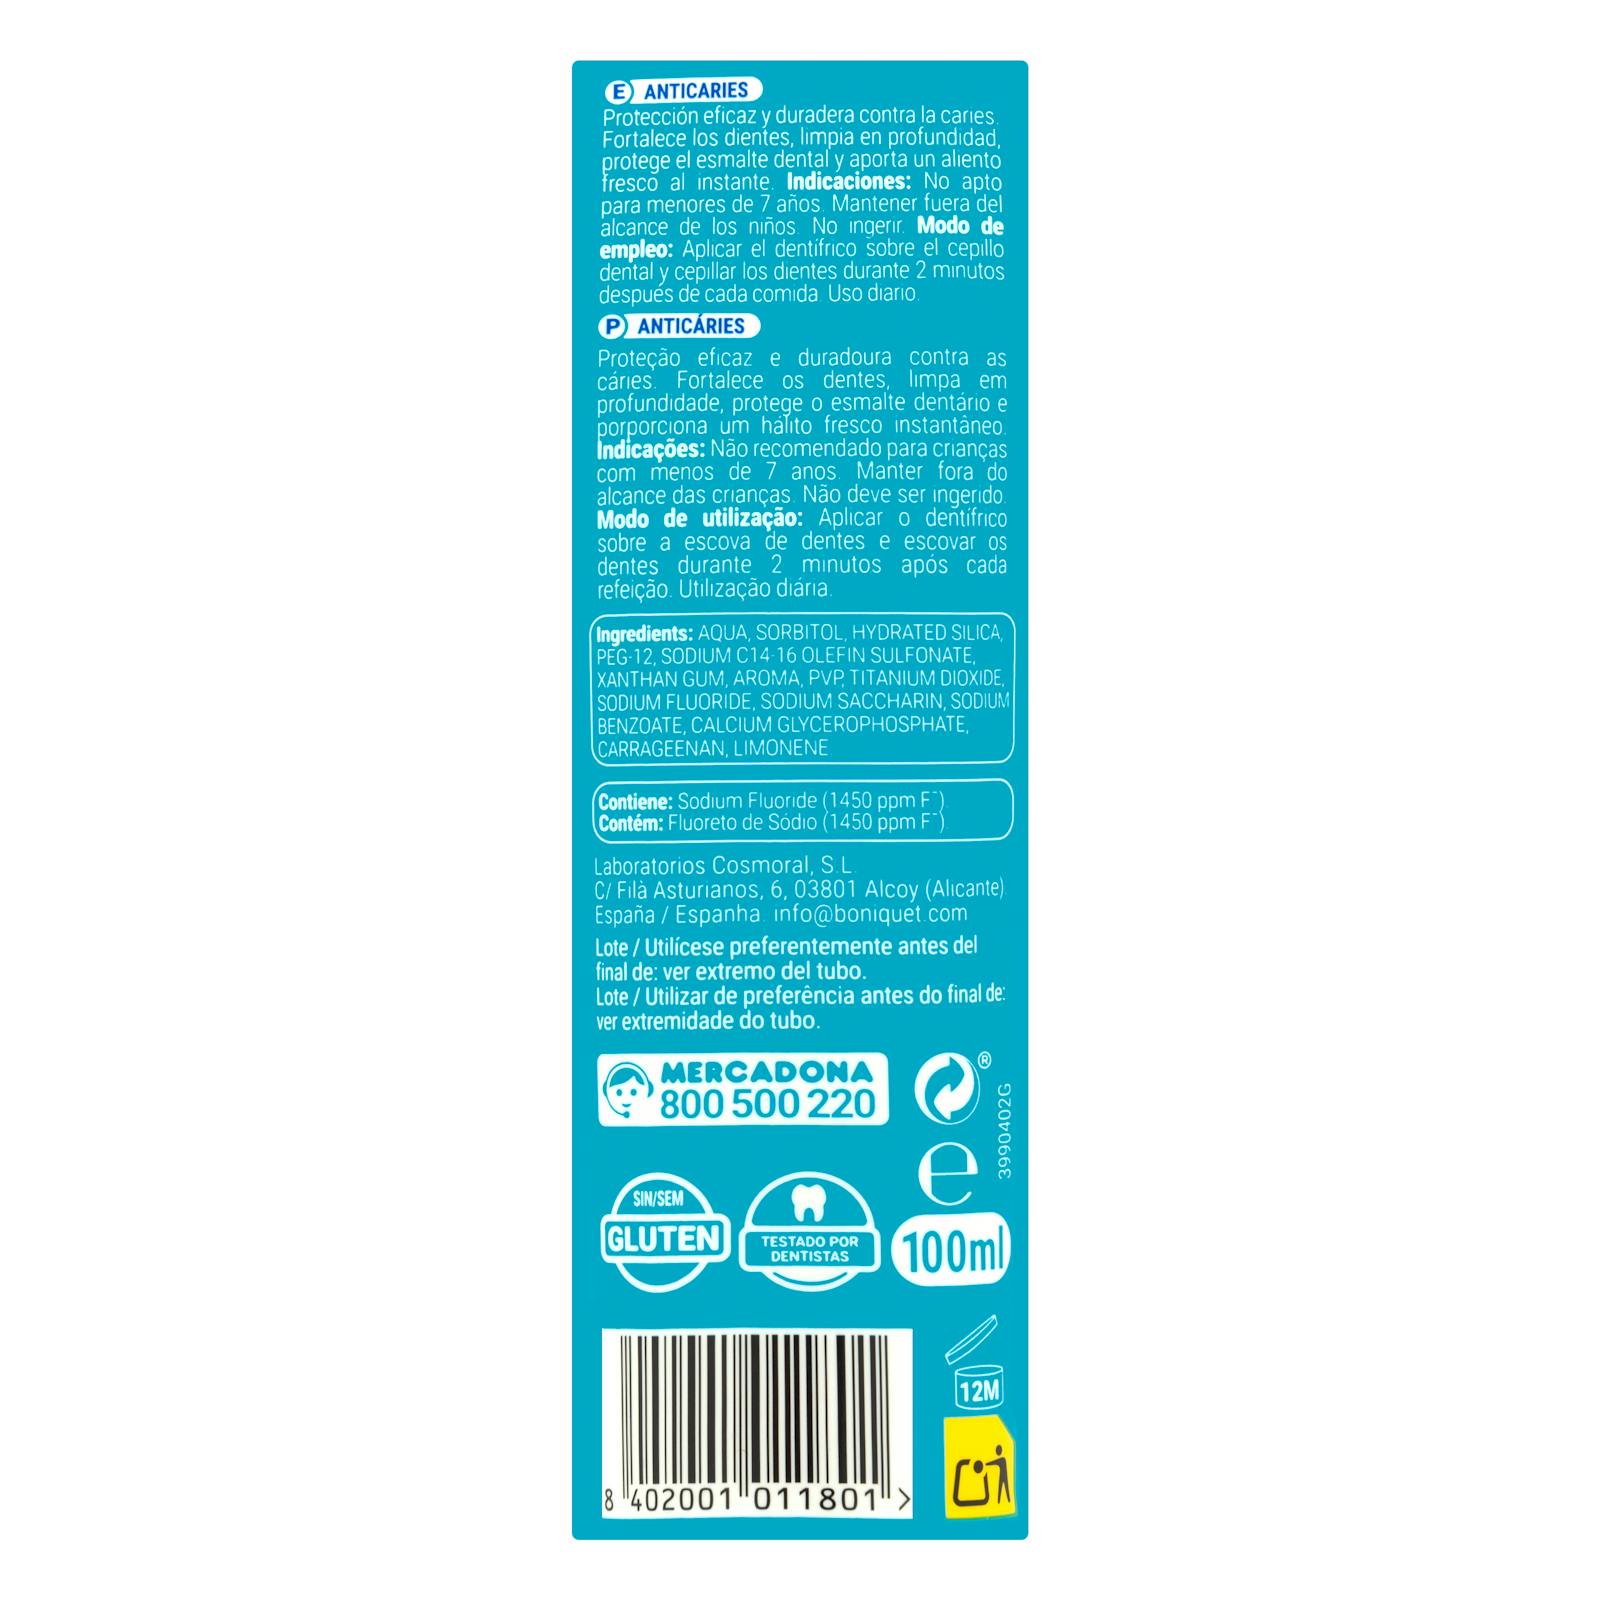 E ANTICARIES
Protección eficaz y duradera contra la caries.
Fortalece los dientes, limpia en profundidad,
protege el esmalte dental y aporta un aliento
fresco al instante. Indicaciones: No apto
para menores de 7 años. Mantener fuera del
alcance de los niños. No ingerir. Modo de
empleo: Aplicar el dentífrico sobre el cepillo
dental y cepillar los dientes durante 2 minutos
después de cada comida. Uso diario.
P ANTICÁRIES
Proteção eficaz e duradoura contra as
cáries. Fortalece os dentes, limpa em
profundidade, protege o esmalte dentário e
porporciona um hálito fresco instantâneo.
Indicações: Não recomendado para crianças
com menos de 7 anos. Manter fora do
alcance das crianças. Não deve ser ingerido.
Modo de utilização: Aplicar o dentífrico
sobre a escova de dentes e escovar os
dentes durante 2 minutos após cada
refeição. Utilização diária.
Ingredients: AQUA, SORBITOL, HYDRATED SILICA,
PEG-12, SODIUM C14-16 OLEFIN SULFONATE,
XANTHAN GUM, AROMA, PVP, TITANIUM DIOXIDE,
SODIUM FLUORIDE, SODIUM SACCHARIN, SODIUM
BENZOATE, CALCIUM GLYCEROPHOSPHATE,
CARRAGEENAN, LIMONENE
Contiene: Sodium Fluoride (1450 ppm F⁻).
Contém: Fluoreto de Sódio (1450 ppm F⁻).
Laboratorios Cosmoral, S.L.
C/ Filà Asturianos, 6, 03801 Alcoy (Alicante)
España / Espanha. info@boniquet.com
Lote / Utilícese preferentemente antes del
final de: ver extremo del tubo.
Lote / Utilizar de preferência antes do final de:
ver extremidade do tubo.
MERCADONA
800 500 220
®
3990402G
e
SIN/SEM
GLUTEN
TESTADO POR
DENTISTAS
100ml
12M
8 402001 011801 >